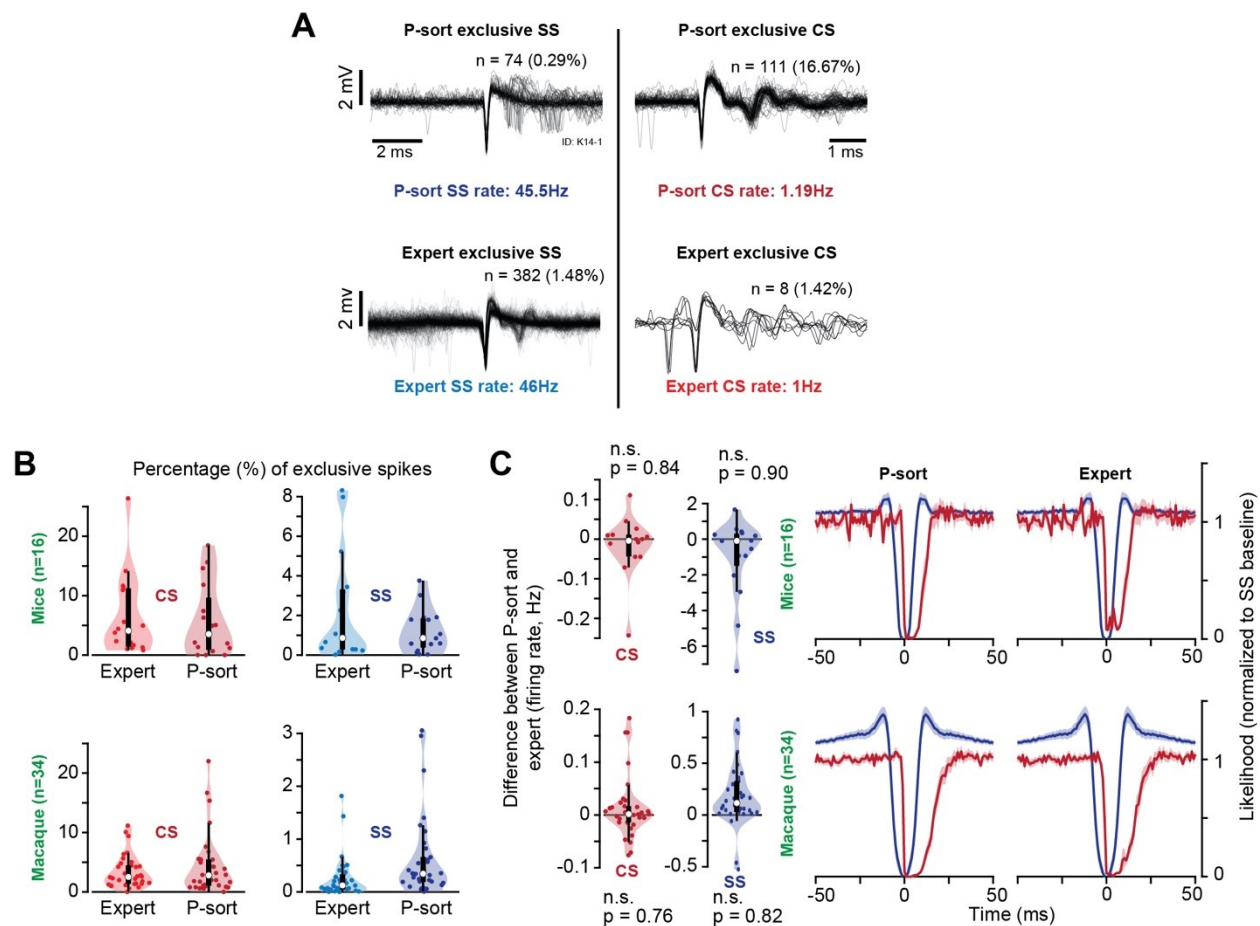 A
P-sort exclusive SS
n = 74 (0.29%)
2 mV
2 ms
ID: K14-1
P-sort SS rate: 45.5Hz
P-sort exclusive CS
n = 111 (16.67%)
1 ms
P-sort CS rate: 1.19Hz
Expert exclusive SS
n = 382 (1.48%)
2 mv
Expert SS rate: 46Hz
Expert exclusive CS
n = 8 (1.42%)
Expert CS rate: 1Hz
B
Percentage (%) of exclusive spikes
Mice (n=16)
20
10
0
CS
Expert
P-sort
8
6
4
2
0
SS
Expert
P-sort
Macaque (n=34)
20
10
0
CS
Expert
P-sort
3
2
1
0
SS
Expert
P-sort
C
Difference between P-sort and
expert (firing rate, Hz)
n.s.
p = 0.84
0.1
0
-0.1
-0.2
CS
n.s.
p = 0.90
2
0
-2
-4
-6
SS
0.2
0.1
0
-0.1
CS
n.s.
p = 0.76
1
0.5
0
-0.5
SS
n.s.
p = 0.82
Mice (n=16)
P-sort
Expert
1
0
-50
0
50
-50
0
50
Macaque (n=34)
1
0
-50
0
50
-50
0
50
Time (ms)
Likelihood (normalized to SS baseline)